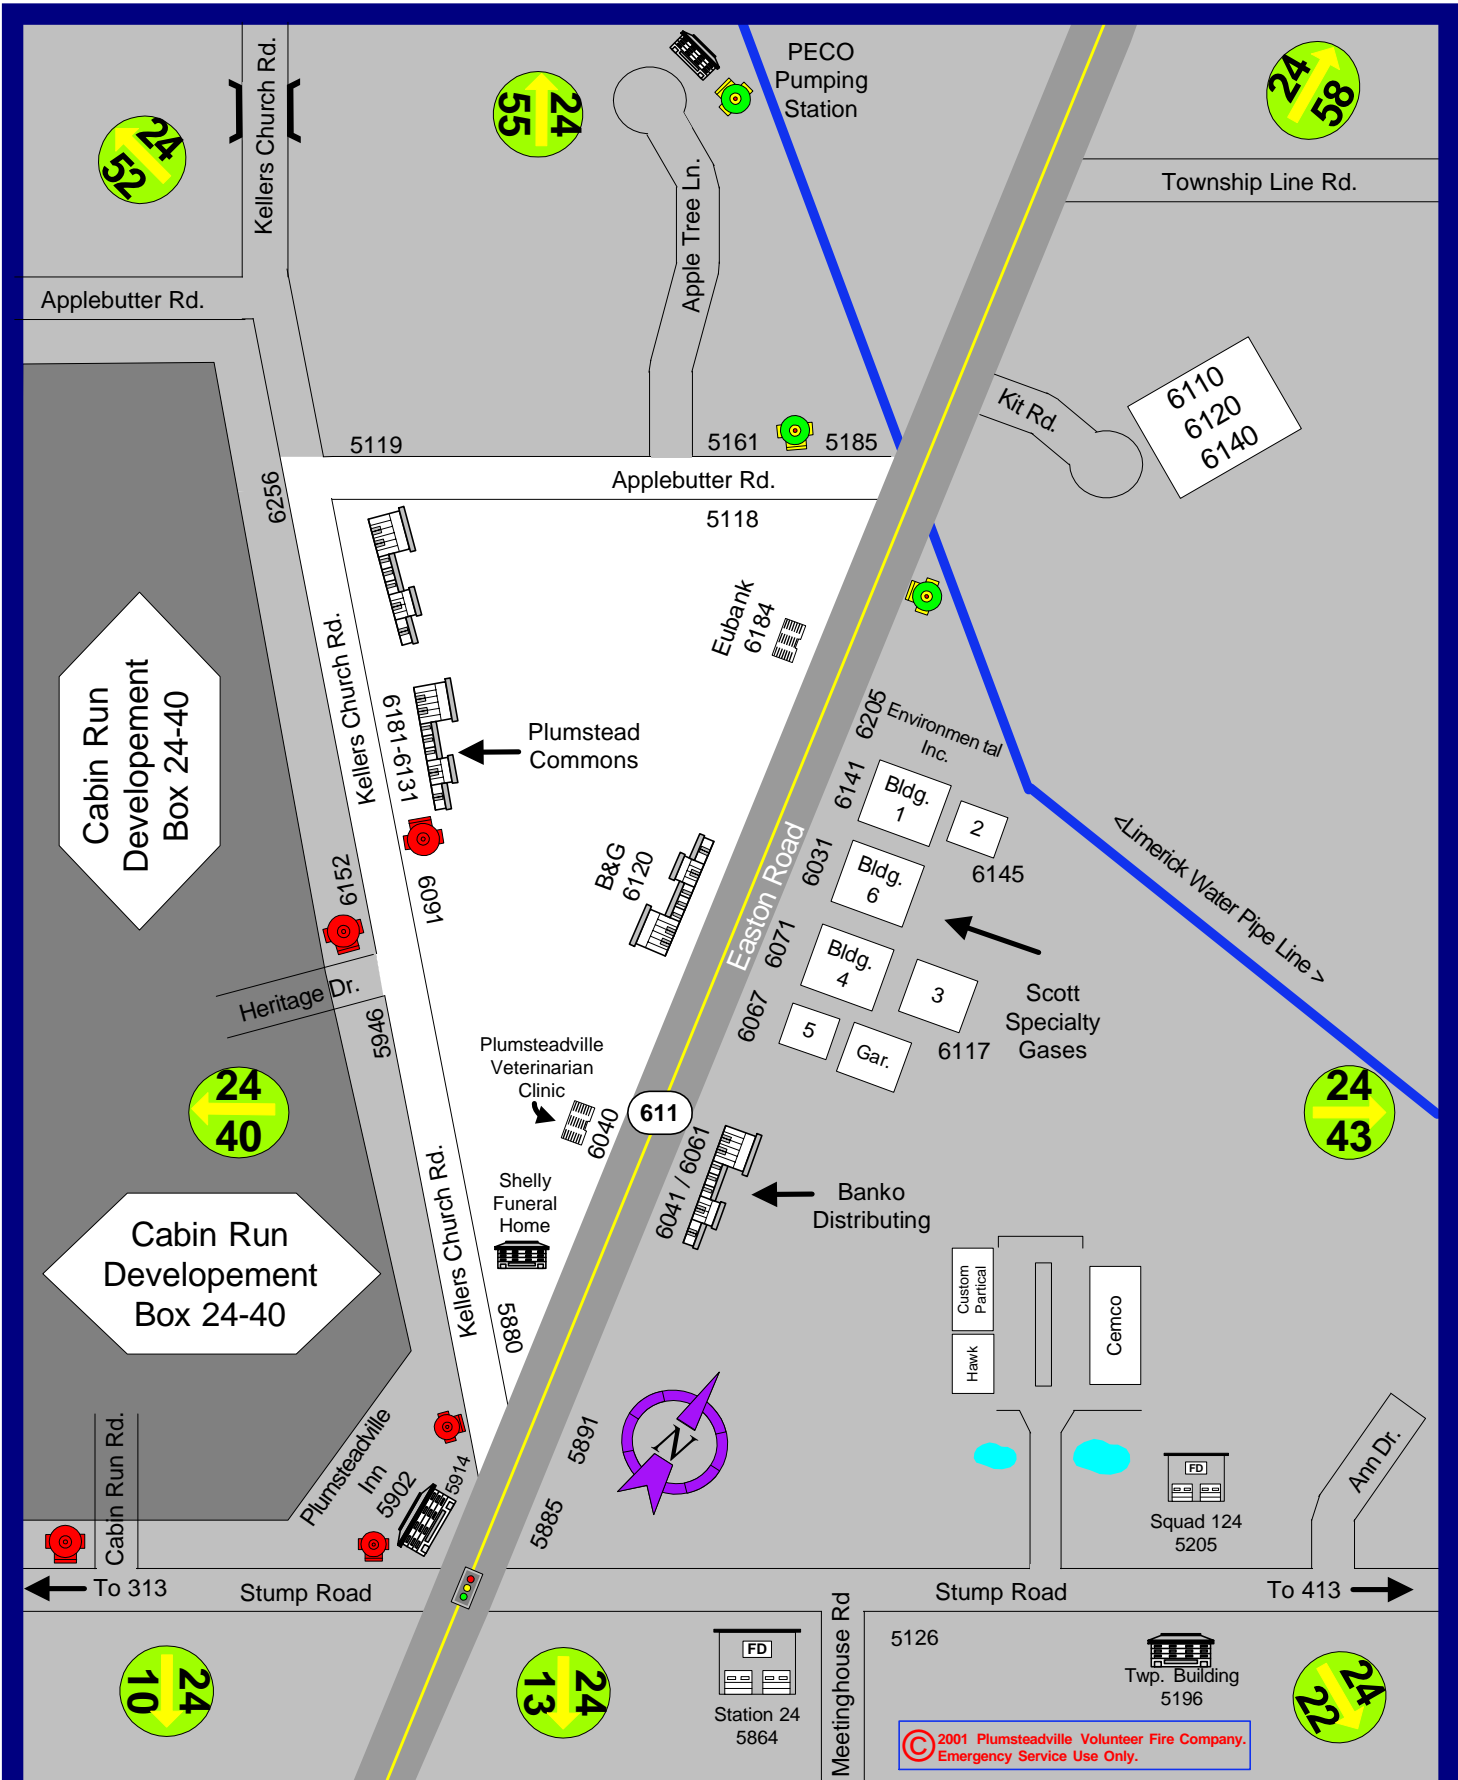 PECO
Pumping
Station
Kellers Church Rd.
24
52
24
55
24
58
Township Line Rd.
Apple Tree Ln.
Applebutter Rd.
Kit Rd.
6110
6120
6140
5119
5161
5185
Applebutter Rd.
5118
6256
Eubank
6184
Cabin Run
Developement
Box 24-40
Kellers Church Rd.
6181-6131
Plumstead
Commons
6205
Environmen tal
Inc.
6141
Bldg.
1
2
6145
6031
Bldg.
6
<Limerick Water Pipe Line >
B&G
6120
Easton Road
6152
6091
6071
Bldg.
4
3
Scott
Specialty
Gases
6067
5
Gar.
6117
Heritage Dr.
5946
Plumsteadville
Veterinarian
Clinic
6040
611
24
40
24
43
6041 / 6061
Banko
Distributing
Shelly
Funeral
Home
Kellers Church Rd.
Cabin Run
Developement
Box 24-40
5880
Custom
Partical
Hawk
Cemco
N
5891
5885
Plumsteadville
Inn
5902
5914
Cabin Run Rd.
Ann Dr.
FD
Squad 124
5205
To 313
Stump Road
Stump Road
To 413
24
10
24
13
FD
Station 24
5864
Meetinghouse Rd
5126
Twp. Building
5196
24
22
C 2001 Plumsteadville Volunteer Fire Company.
Emergency Service Use Only.